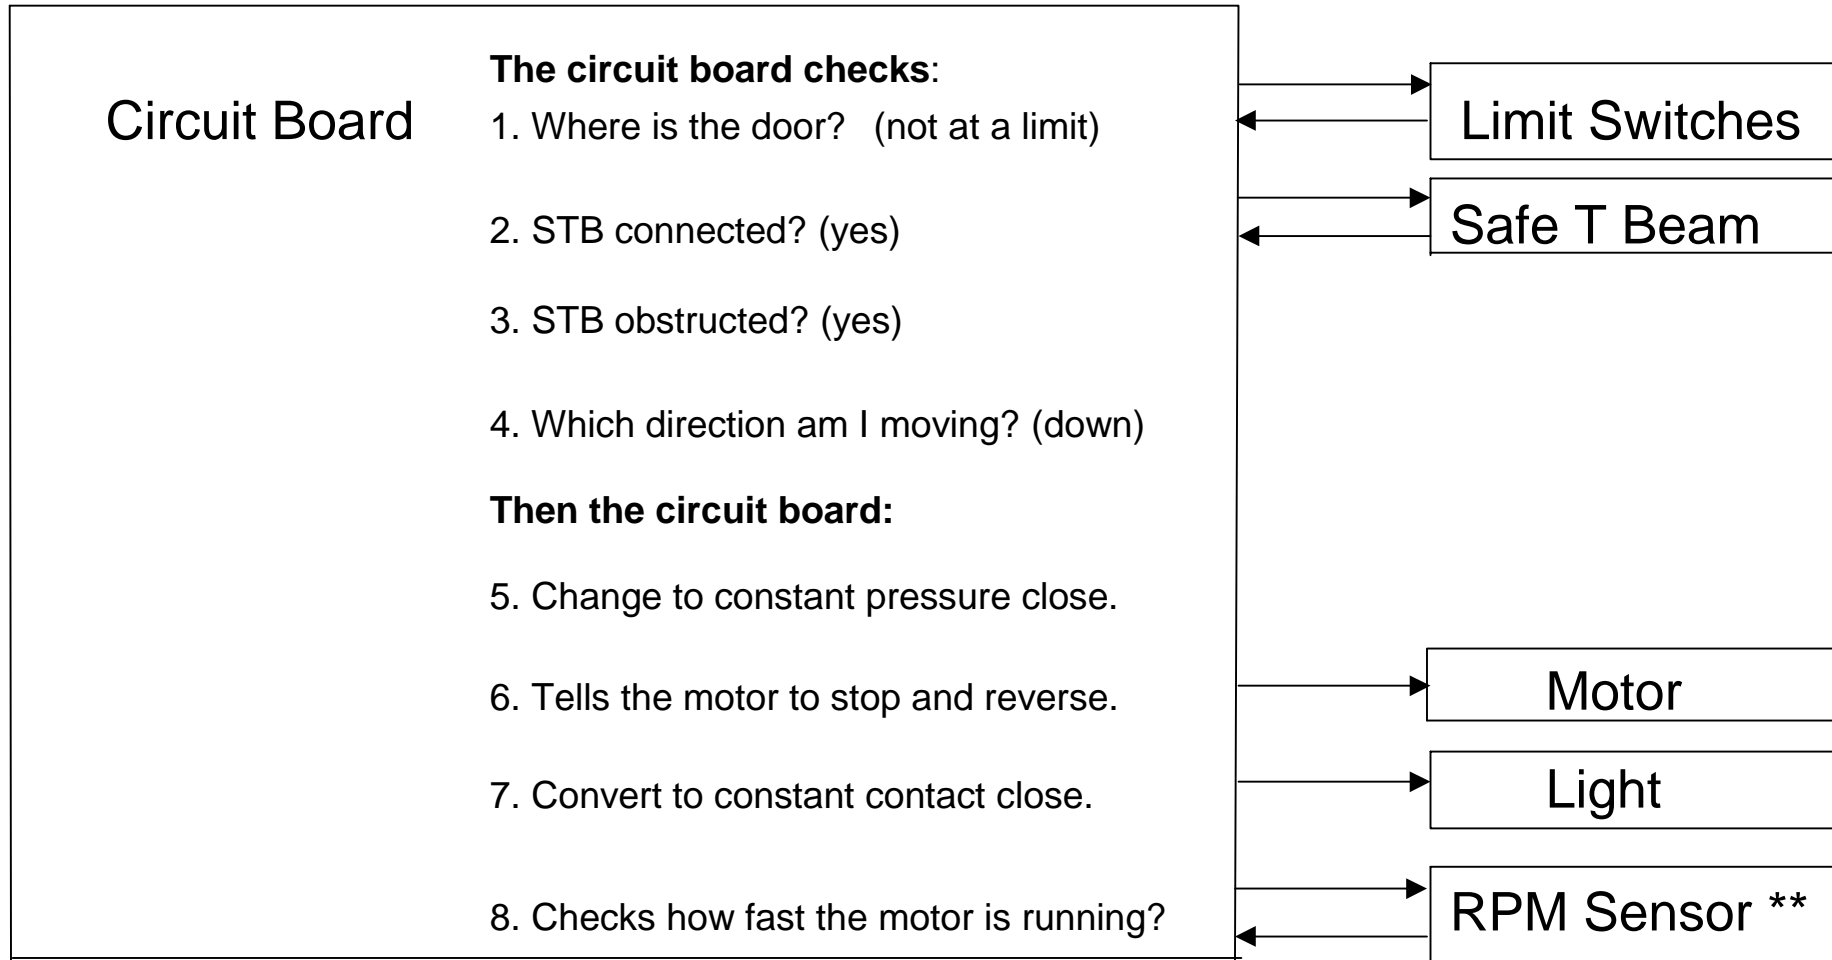 Circuit Board
The circuit board checks:
1. Where is the door? (not at a limit)
2. STB connected? (yes)
3. STB obstructed? (yes)
4. Which direction am I moving? (down)
Then the circuit board:
5. Change to constant pressure close.
6. Tells the motor to stop and reverse.
7. Convert to constant contact close.
8. Checks how fast the motor is running?
Limit Switches
Safe T Beam
Motor
Light
RPM Sensor **